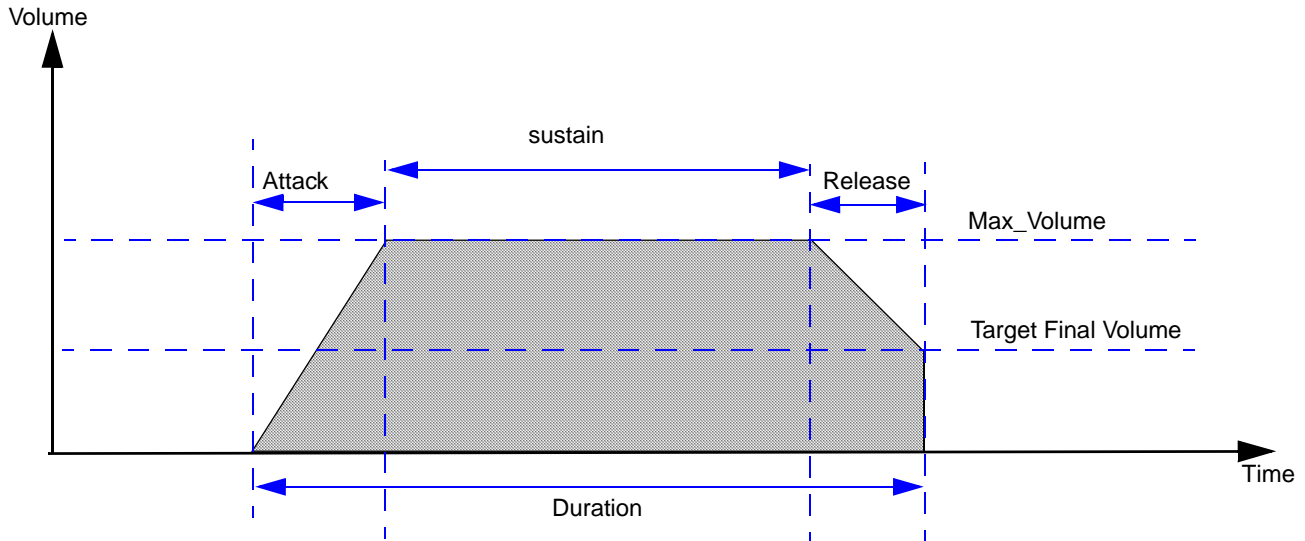 Volume
sustain
Attack
Release
Max_Volume
Target Final Volume
Time
Duration